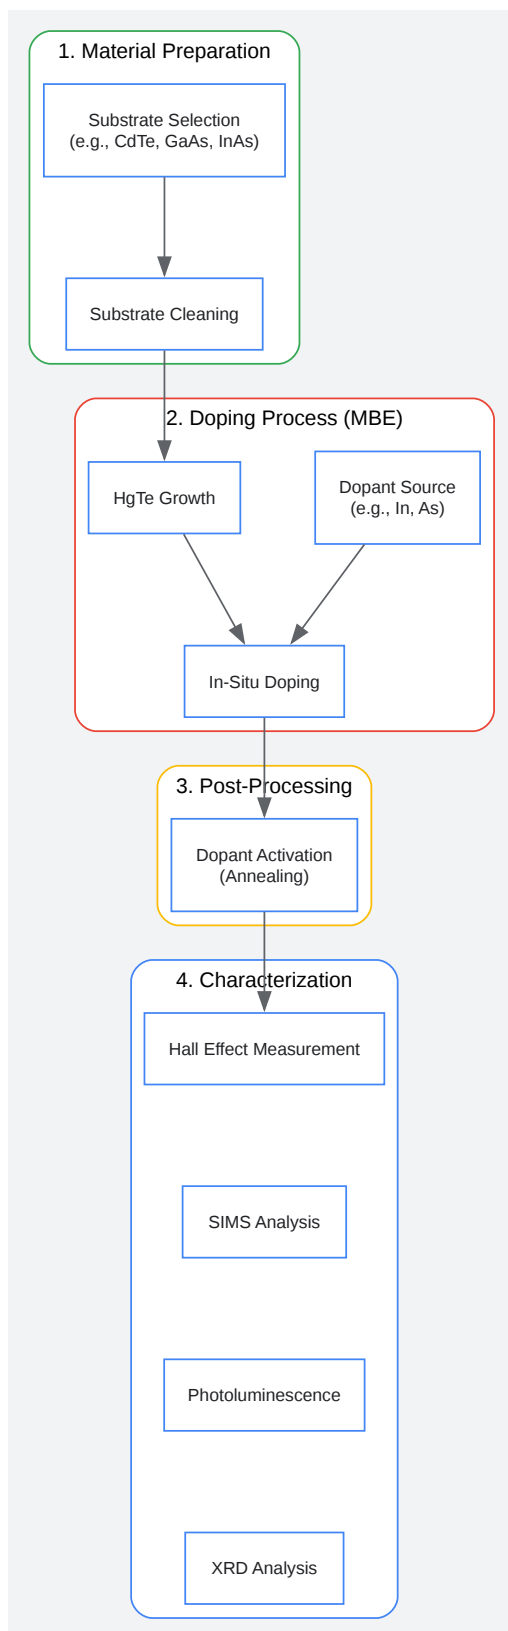 1. Material Preparation
Substrate Selection
(e.g., CdTe, GaAs, InAs)
Substrate Cleaning
2. Doping Process (MBE)
HgTe Growth
Dopant Source
(e.g., In, As)
In-Situ Doping
3. Post-Processing
Dopant Activation
(Annealing)
4. Characterization
Hall Effect Measurement
SIMS Analysis
Photoluminescence
XRD Analysis